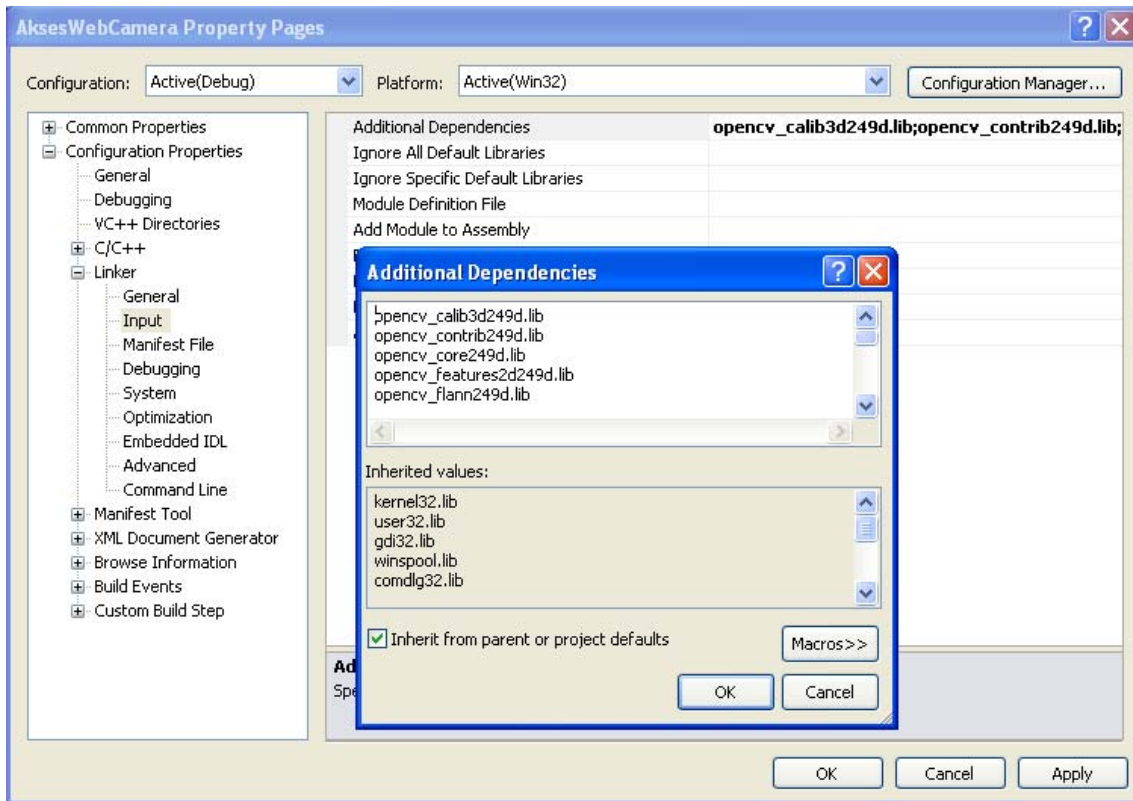 AksesWebCamera Property Pages
Configuration: Active(Debug) Platform: Active(Win32) Configuration Manager...
Common Properties
Configuration Properties
General
Debugging
VC++ Directories
C/C++
Linker
General
Input
Manifest File
Debugging
System
Optimization
Embedded IDL
Advanced
Command Line
Manifest Tool
XML Document Generator
Browse Information
Build Events
Custom Build Step
Additional Dependencies opencv_calib3d249d.lib;opencv_contrib249d.lib;
Ignore All Default Libraries
Ignore Specific Default Libraries
Module Definition File
Add Module to Assembly
Additional Dependencies
opencv_calib3d249d.lib
opencv_contrib249d.lib
opencv_core249d.lib
opencv_features2d249d.lib
opencv_flann249d.lib
Inherited values:
kernel32.lib
user32.lib
gdi32.lib
winspool.lib
comdlg32.lib
Inherit from parent or project defaults
Macros>>
OK Cancel
Ad
Spe
OK Cancel Apply